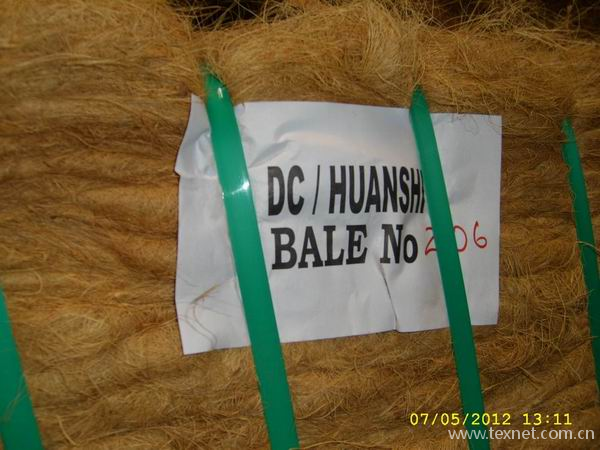 DC / HUANSHI
BALE No 206
07/05/2012 13:11
www.texnet.com.cn